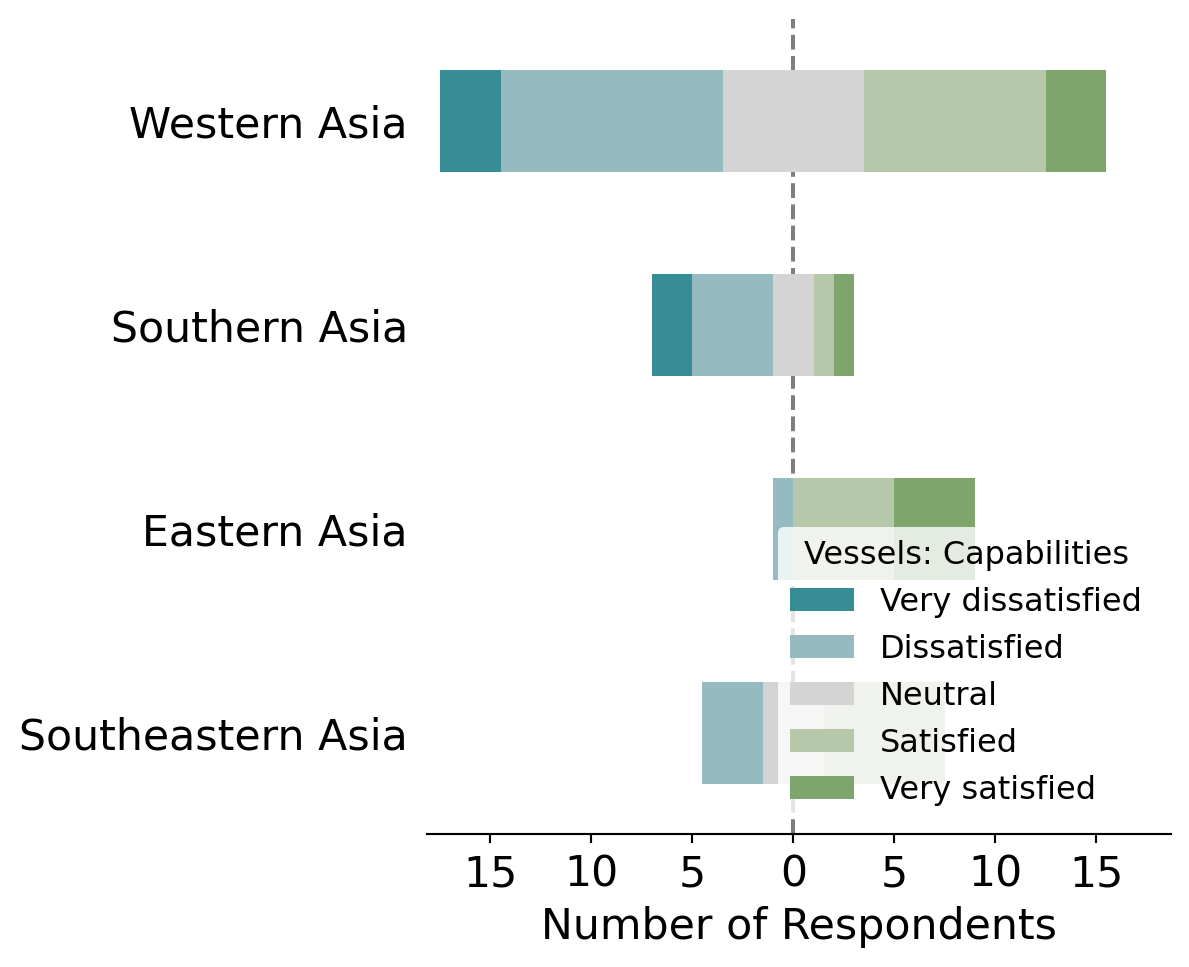 Western Asia
Southern Asia
Eastern Asia
Southeastern Asia
Vessels: Capabilities
Very dissatisfied
Dissatisfied
Neutral
Satisfied
Very satisfied
15 10 5 0 5 10 15
Number of Respondents